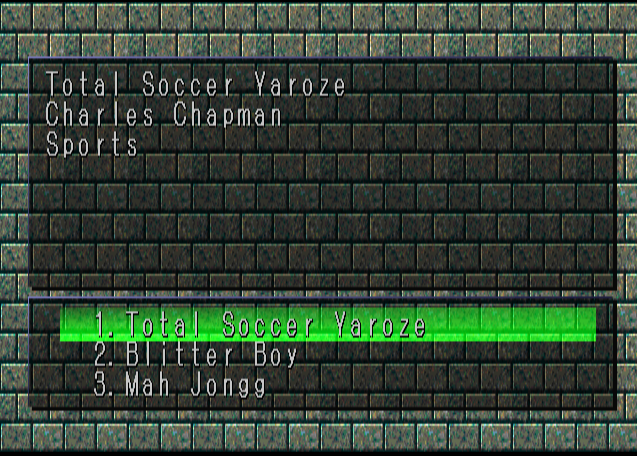 Total Soccer Yaroze
Charles Chapman
Sports
1. Total Soccer Yaroze
2. Blitter Boy
3. Mah Jongg